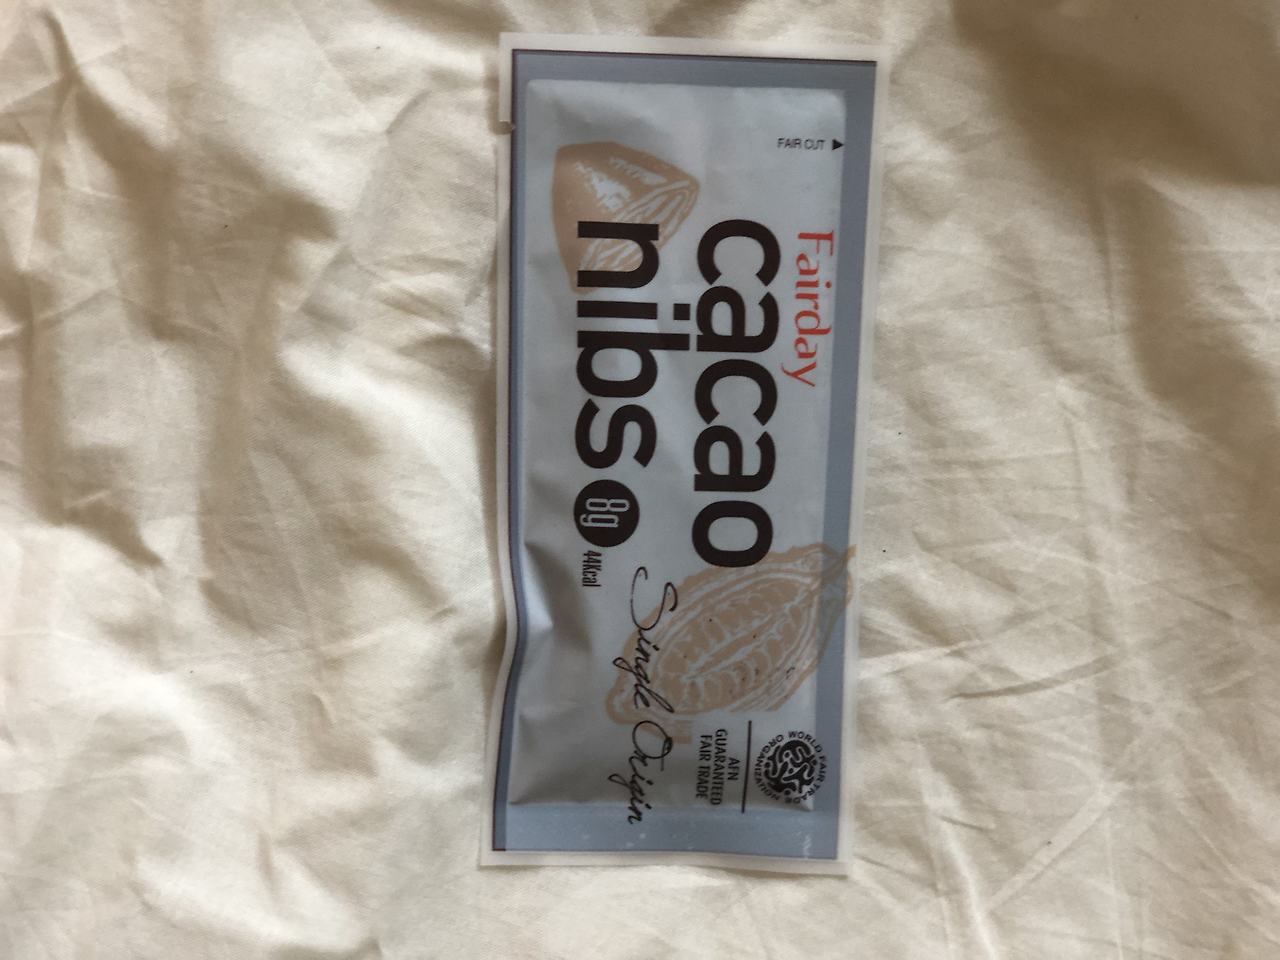 FAIR CUT ▶
Fairday
cacao
nibs
8g
44Kcal
Single Origin
WORLD FAIR TRADE ORGANIZATION
AFN
GUARANTEED
FAIR TRADE